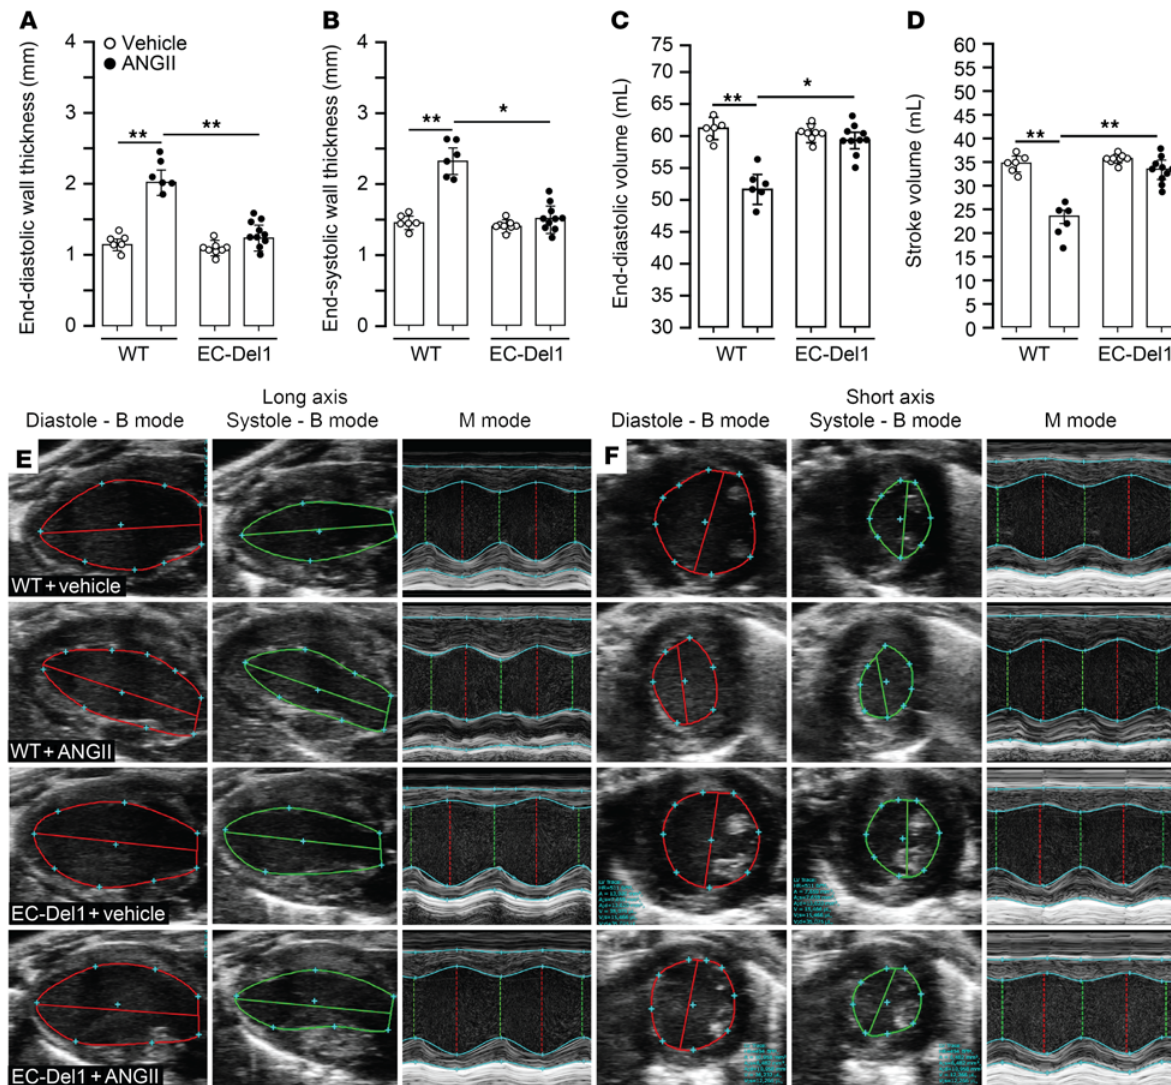 A
B
C
D
Vehicle
ANGII
End-diastolic wall thickness (mm)
4
3
2
1
0
**
**
WT
EC-Del1
End-systolic wall thickness (mm)
4
3
2
1
0
**
*
WT
EC-Del1
End-diastolic volume (mL)
75
70
65
60
55
50
45
40
35
30
**
*
WT
EC-Del1
Stroke volume (mL)
60
55
50
45
40
35
30
25
20
15
10
5
0
**
**
WT
EC-Del1
Long axis
Short axis
Diastole - B mode
Systole - B mode
M mode
Diastole - B mode
Systole - B mode
M mode
E
F
WT + vehicle
WT + ANGII
EC-Del1 + vehicle
EC-Del1 + ANGII